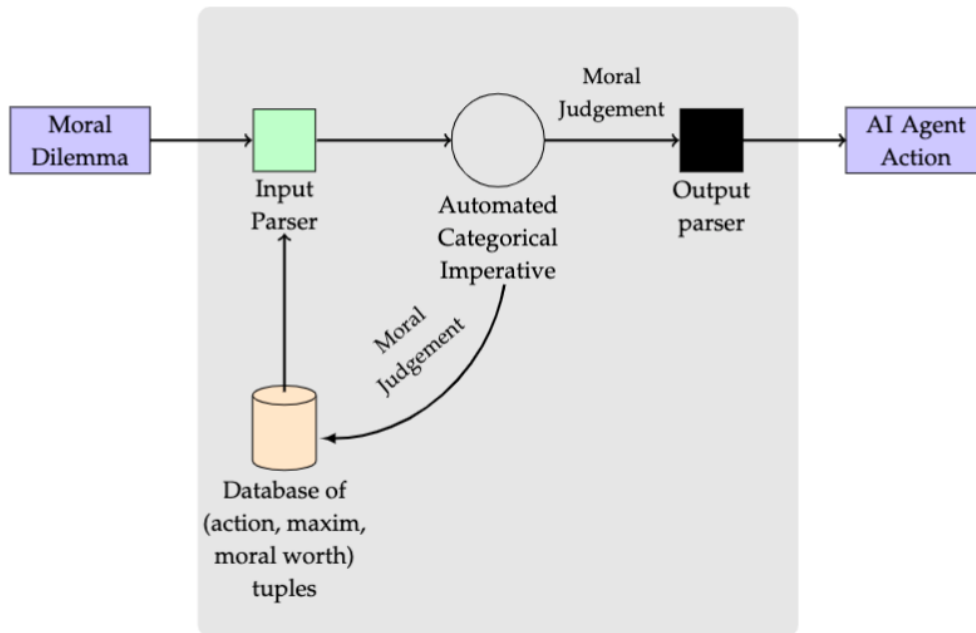 Moral
Dilemma
Input
Parser
Automated
Categorical
Imperative
Moral
Judgement
Output
parser
AI Agent
Action
Moral
Judgement
Database of
(action, maxim,
moral worth)
tuples